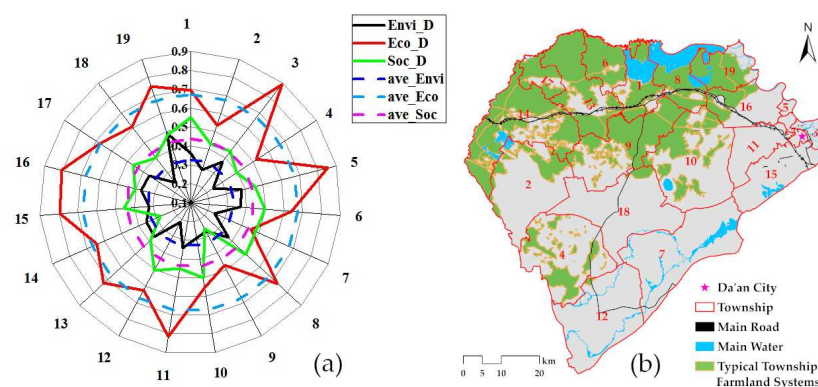 1
2
3
4
5
6
7
8
9
10
11
12
13
14
15
16
17
18
19
0.9
0.8
0.7
0.6
0.5
0.4
0.3
0.2
0.1
Envi_D
Eco_D
Soc_D
ave_Envi
ave_Eco
ave_Soc
(a)
N
6
1
8
19
16
5
3
14
9
10
11
15
2
18
4
7
12
Da'an City
Township
Main Road
Main Water
Typical Township
Farmland Systems
0 5 10 20
km
(b)